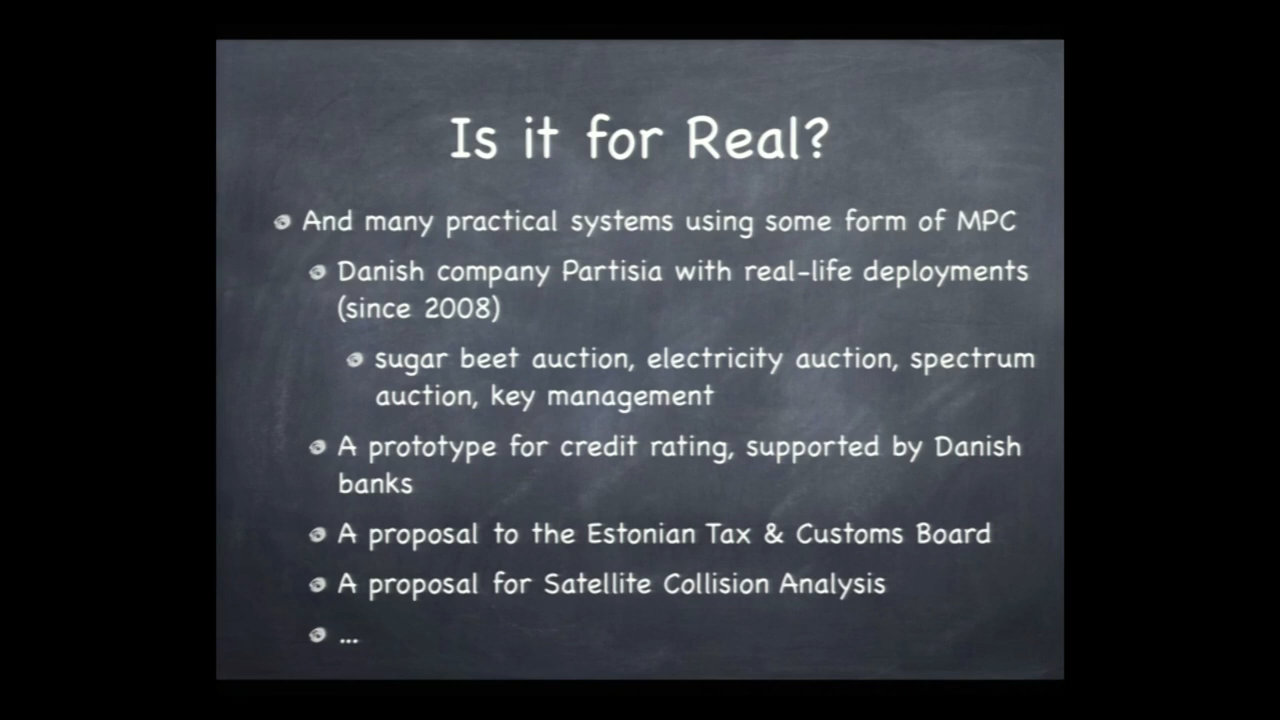 Is it for Real?
And many practical systems using some form of MPC
Danish company Partisia with real-life deployments
(since 2008)
sugar beet auction, electricity auction, spectrum
auction, key management
A prototype for credit rating, supported by Danish
banks
A proposal to the Estonian Tax & Customs Board
A proposal for Satellite Collision Analysis
...